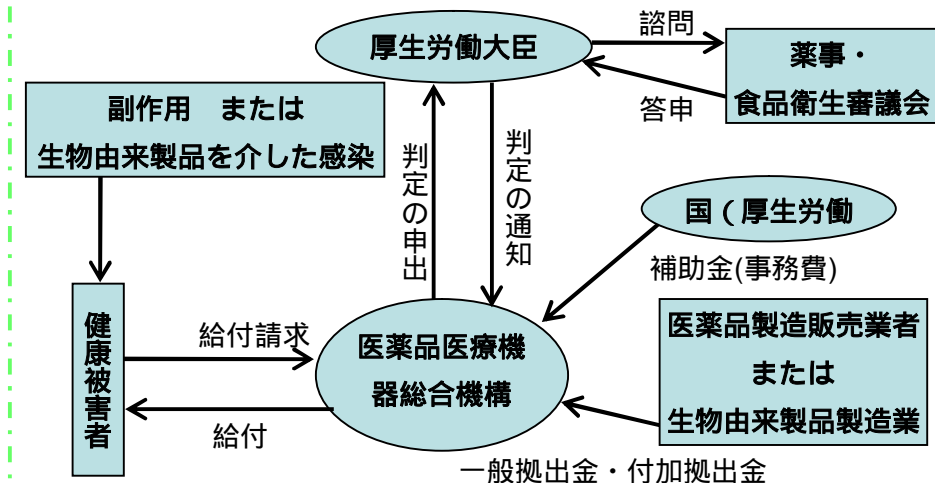 厚生労働大臣
諮問
薬事・
食品衛生審議会
答申
副作用　または
生物由来製品を介した感染
判定の申出
判定の通知
国（厚生労働
補助金(事務費)
健康被害者
給付請求
給付
医薬品医療機
器総合機構
医薬品製造販売業者
または
生物由来製品製造業
一般拠出金・付加拠出金